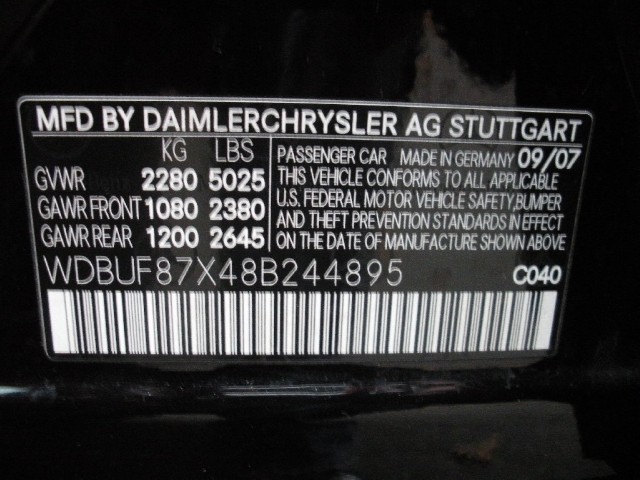 MFD BY DAIMLERCHRYSLER AG STUTTGART
KG LBS
GVWR 2280 5025
GAWR FRONT 1080 2380
GAWR REAR 1200 2645
PASSENGER CAR MADE IN GERMANY 09/07
THIS VEHICLE CONFORMS TO ALL APPLICABLE
U.S. FEDERAL MOTOR VEHICLE SAFETY, BUMPER
AND THEFT PREVENTION STANDARDS IN EFFECT
ON THE DATE OF MANUFACTURE SHOWN ABOVE
WDBUF87X48B244895
C040